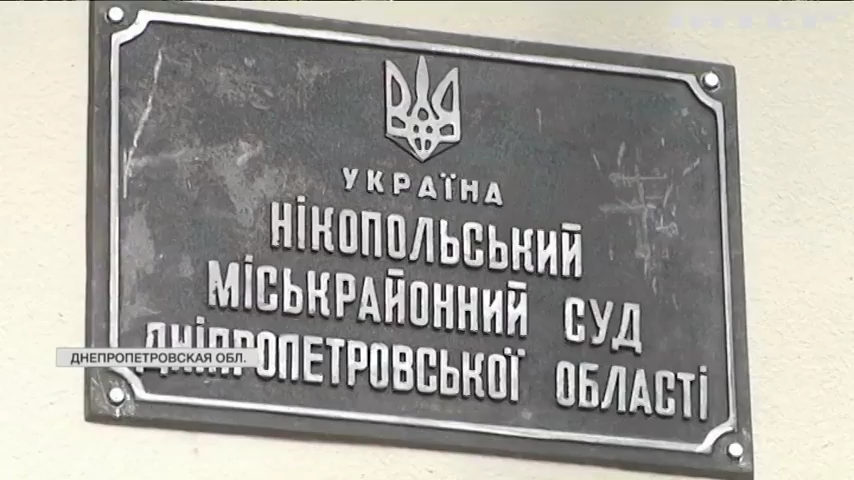 УКРАЇНА
НІКОПОЛЬСЬКИЙ
МІСЬКРАЙОННИЙ СУД
ДНІПРОПЕТРОВСЬКОЇ ОБЛАСТІ
ДНЕПРОПЕТРОВСКАЯ ОБЛ.